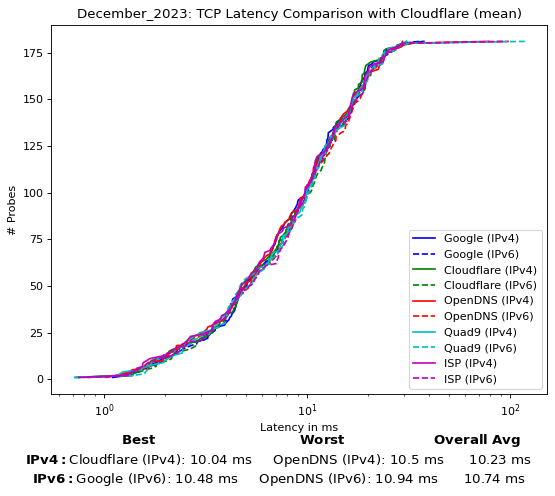 December_2023: TCP Latency Comparison with Cloudflare (mean)
175
150
125
100
75
50
25
0
# Probes
Google (IPv4)
Google (IPv6)
Cloudflare (IPv4)
Cloudflare (IPv6)
OpenDNS (IPv4)
OpenDNS (IPv6)
Quad9 (IPv4)
Quad9 (IPv6)
ISP (IPv4)
ISP (IPv6)
10⁰ 10¹ 10²
Latency in ms
Best Worst Overall Avg
IPv4: Cloudflare (IPv4): 10.04 ms OpenDNS (IPv4): 10.5 ms 10.23 ms
IPv6: Google (IPv6): 10.48 ms OpenDNS (IPv6): 10.94 ms 10.74 ms